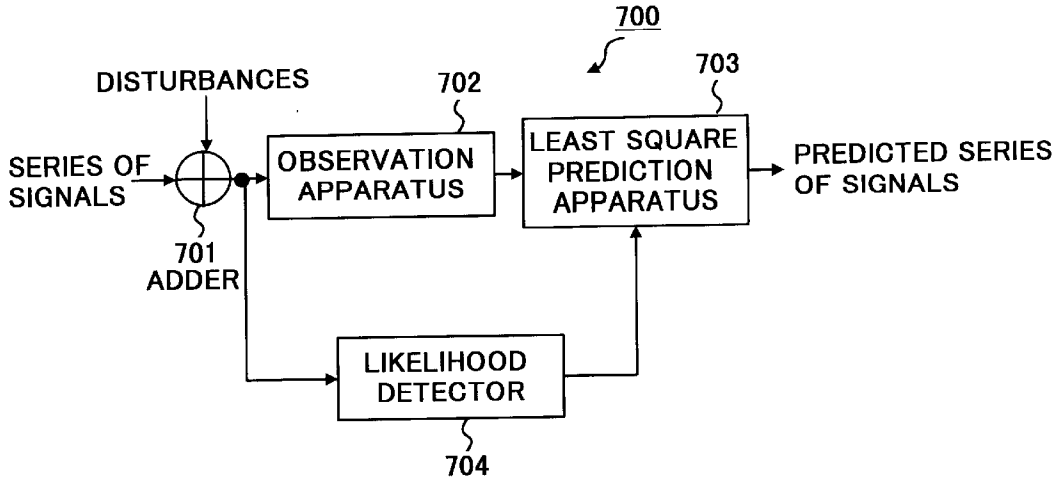 700
DISTURBANCES
702
703
SERIES OF
SIGNALS
OBSERVATION
APPARATUS
LEAST SQUARE
PREDICTION
APPARATUS
PREDICTED SERIES
OF SIGNALS
701
ADDER
LIKELIHOOD
DETECTOR
704